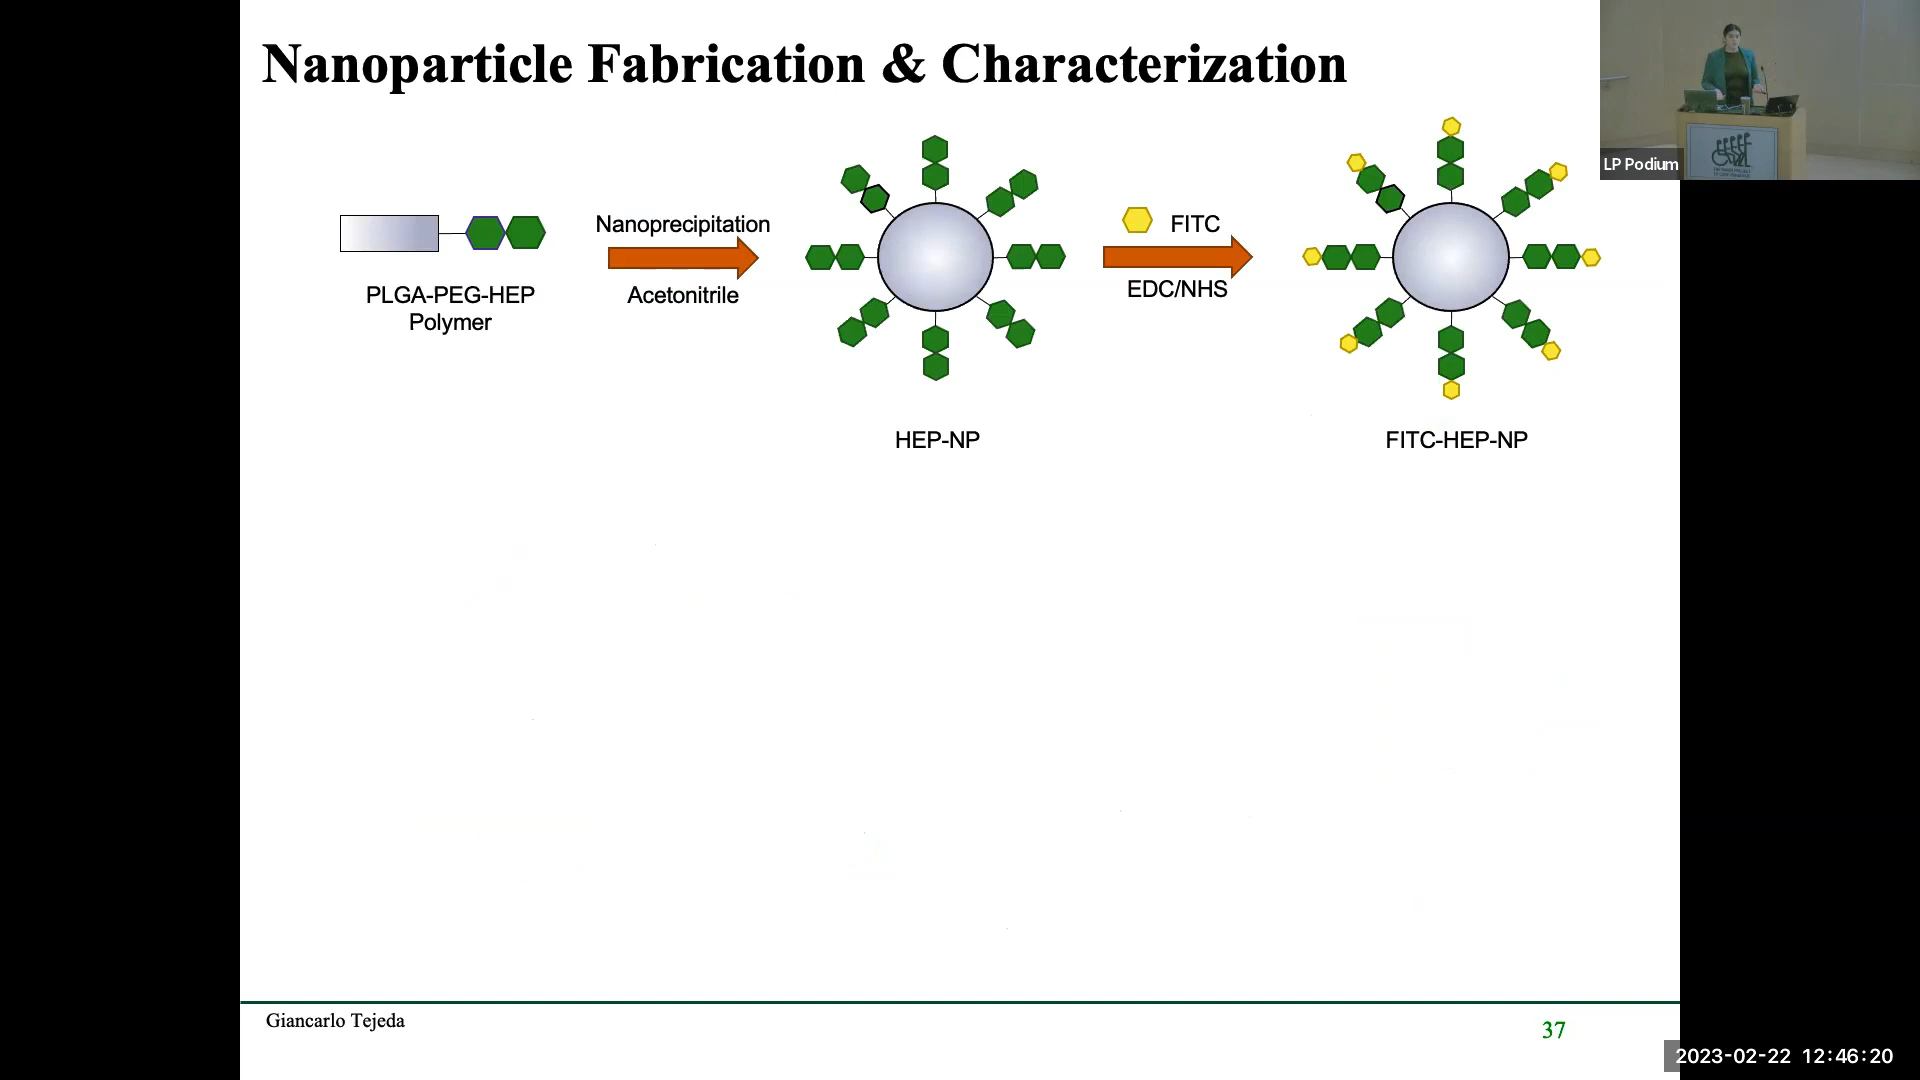 Nanoparticle Fabrication & Characterization
LP Podium
Nanoprecipitation
FITC
PLGA-PEG-HEP
Polymer
Acetonitrile
EDC/NHS
HEP-NP
FITC-HEP-NP
Giancarlo Tejeda
37
2023-02-22 12:46:20